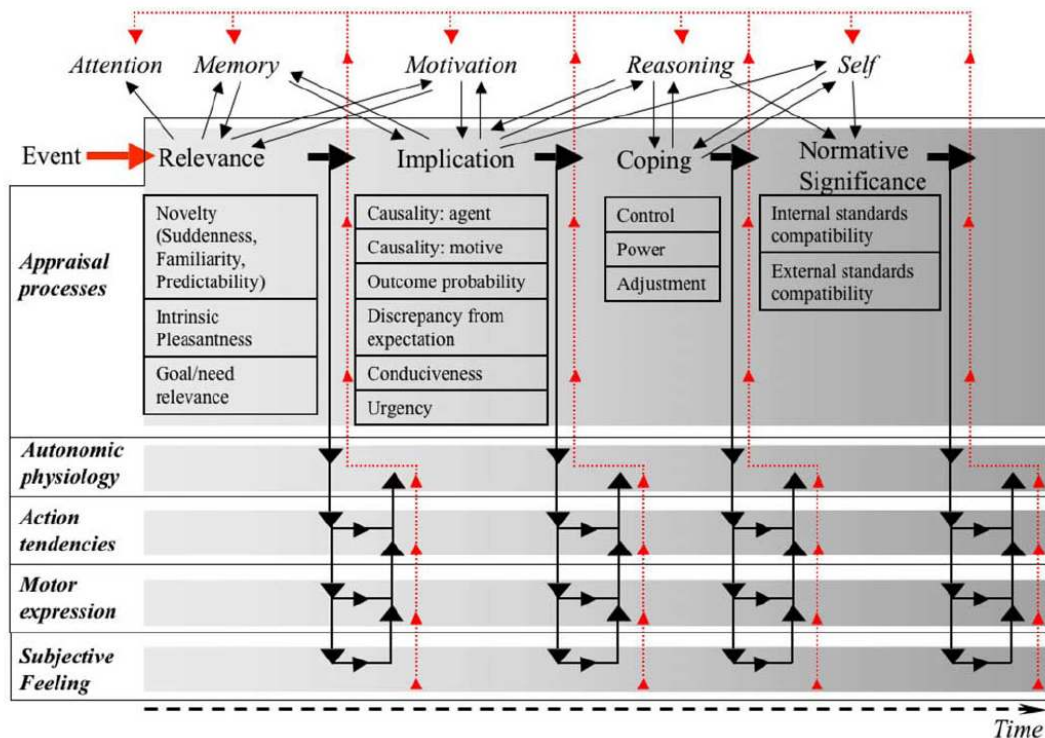 Attention Memory Motivation Reasoning Self
Event Relevance Implication Coping Normative
Significance
Appraisal
processes
Novelty
(Suddenness,
Familiarity,
Predictability)
Intrinsic
Pleasantness
Goal/need
relevance
Causality: agent
Causality: motive
Outcome probability
Discrepancy from
expectation
Conduciveness
Urgency
Control
Power
Adjustment
Internal standards
compatibility
External standards
compatibility
Autonomic
physiology
Action
tendencies
Motor
expression
Subjective
Feeling
Time